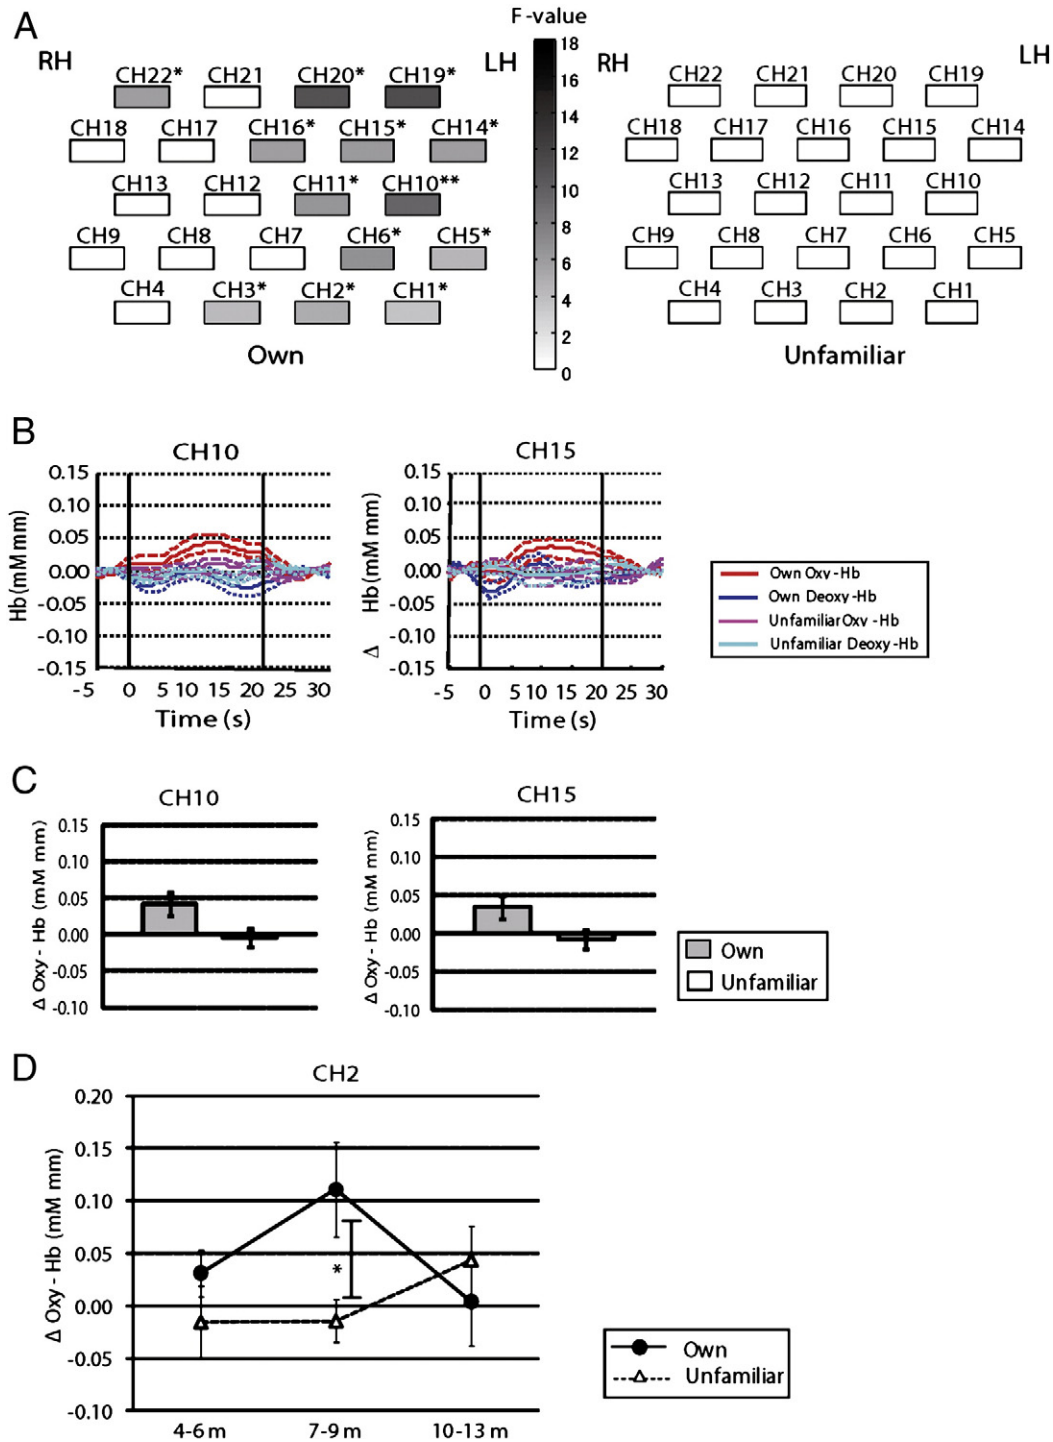 A
F-value
RH
LH
CH22* CH21 CH20* CH19*
CH18 CH17 CH16* CH15* CH14*
CH13 CH12 CH11* CH10**
CH9 CH8 CH7 CH6* CH5*
CH4 CH3* CH2* CH1*
Own
18
16
14
12
10
8
6
4
2
0
RH
LH
CH22 CH21 CH20 CH19
CH18 CH17 CH16 CH15 CH14
CH13 CH12 CH11 CH10
CH9 CH8 CH7 CH6 CH5
CH4 CH3 CH2 CH1
Unfamiliar
B
CH10
Hb (mM mm)
0.15
0.10
0.05
0.00
-0.05
-0.10
-0.15
-5 0 5 10 15 20 30
Time (s)
CH15
Δ Hb (mM mm)
0.15
0.10
0.05
0.00
-0.05
-0.10
-0.15
-5 0 5 10 15 20 25 30
Time (s)
Own Oxy -Hb
Own Deoxy -Hb
Unfamiliar Oxv -Hb
Unfamiliar Deoxy -Hb
C
CH10
Δ Oxy - Hb (mM mm)
0.15
0.10
0.05
0.00
-0.05
-0.10
CH15
Δ Oxy - Hb (mM mm)
0.15
0.10
0.05
0.00
-0.05
-0.10
Own
Unfamiliar
D
CH2
Δ Oxy - Hb (mM mm)
0.20
0.15
0.10
0.05
0.00
-0.05
-0.10
*
4-6 m 7-9 m 10-13 m
Own
Unfamiliar